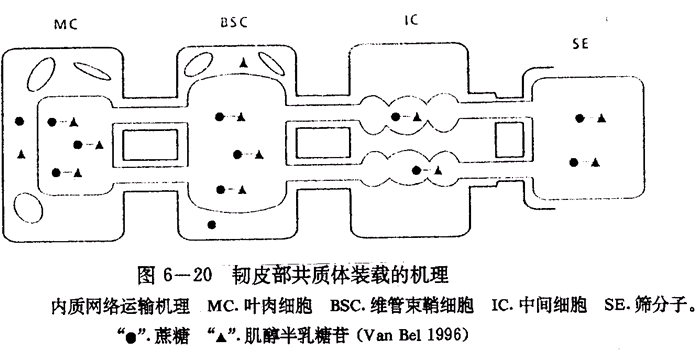 MC BSC IC SE
图 6—20 韧皮部共质体装载的机理
内质网络运输机理 MC. 叶肉细胞 BSC. 维管束鞘细胞 IC. 中间细胞 SE. 筛分子。
“●”. 蔗糖 “▲”. 肌醇半乳糖苷 (Van Bel 1996)